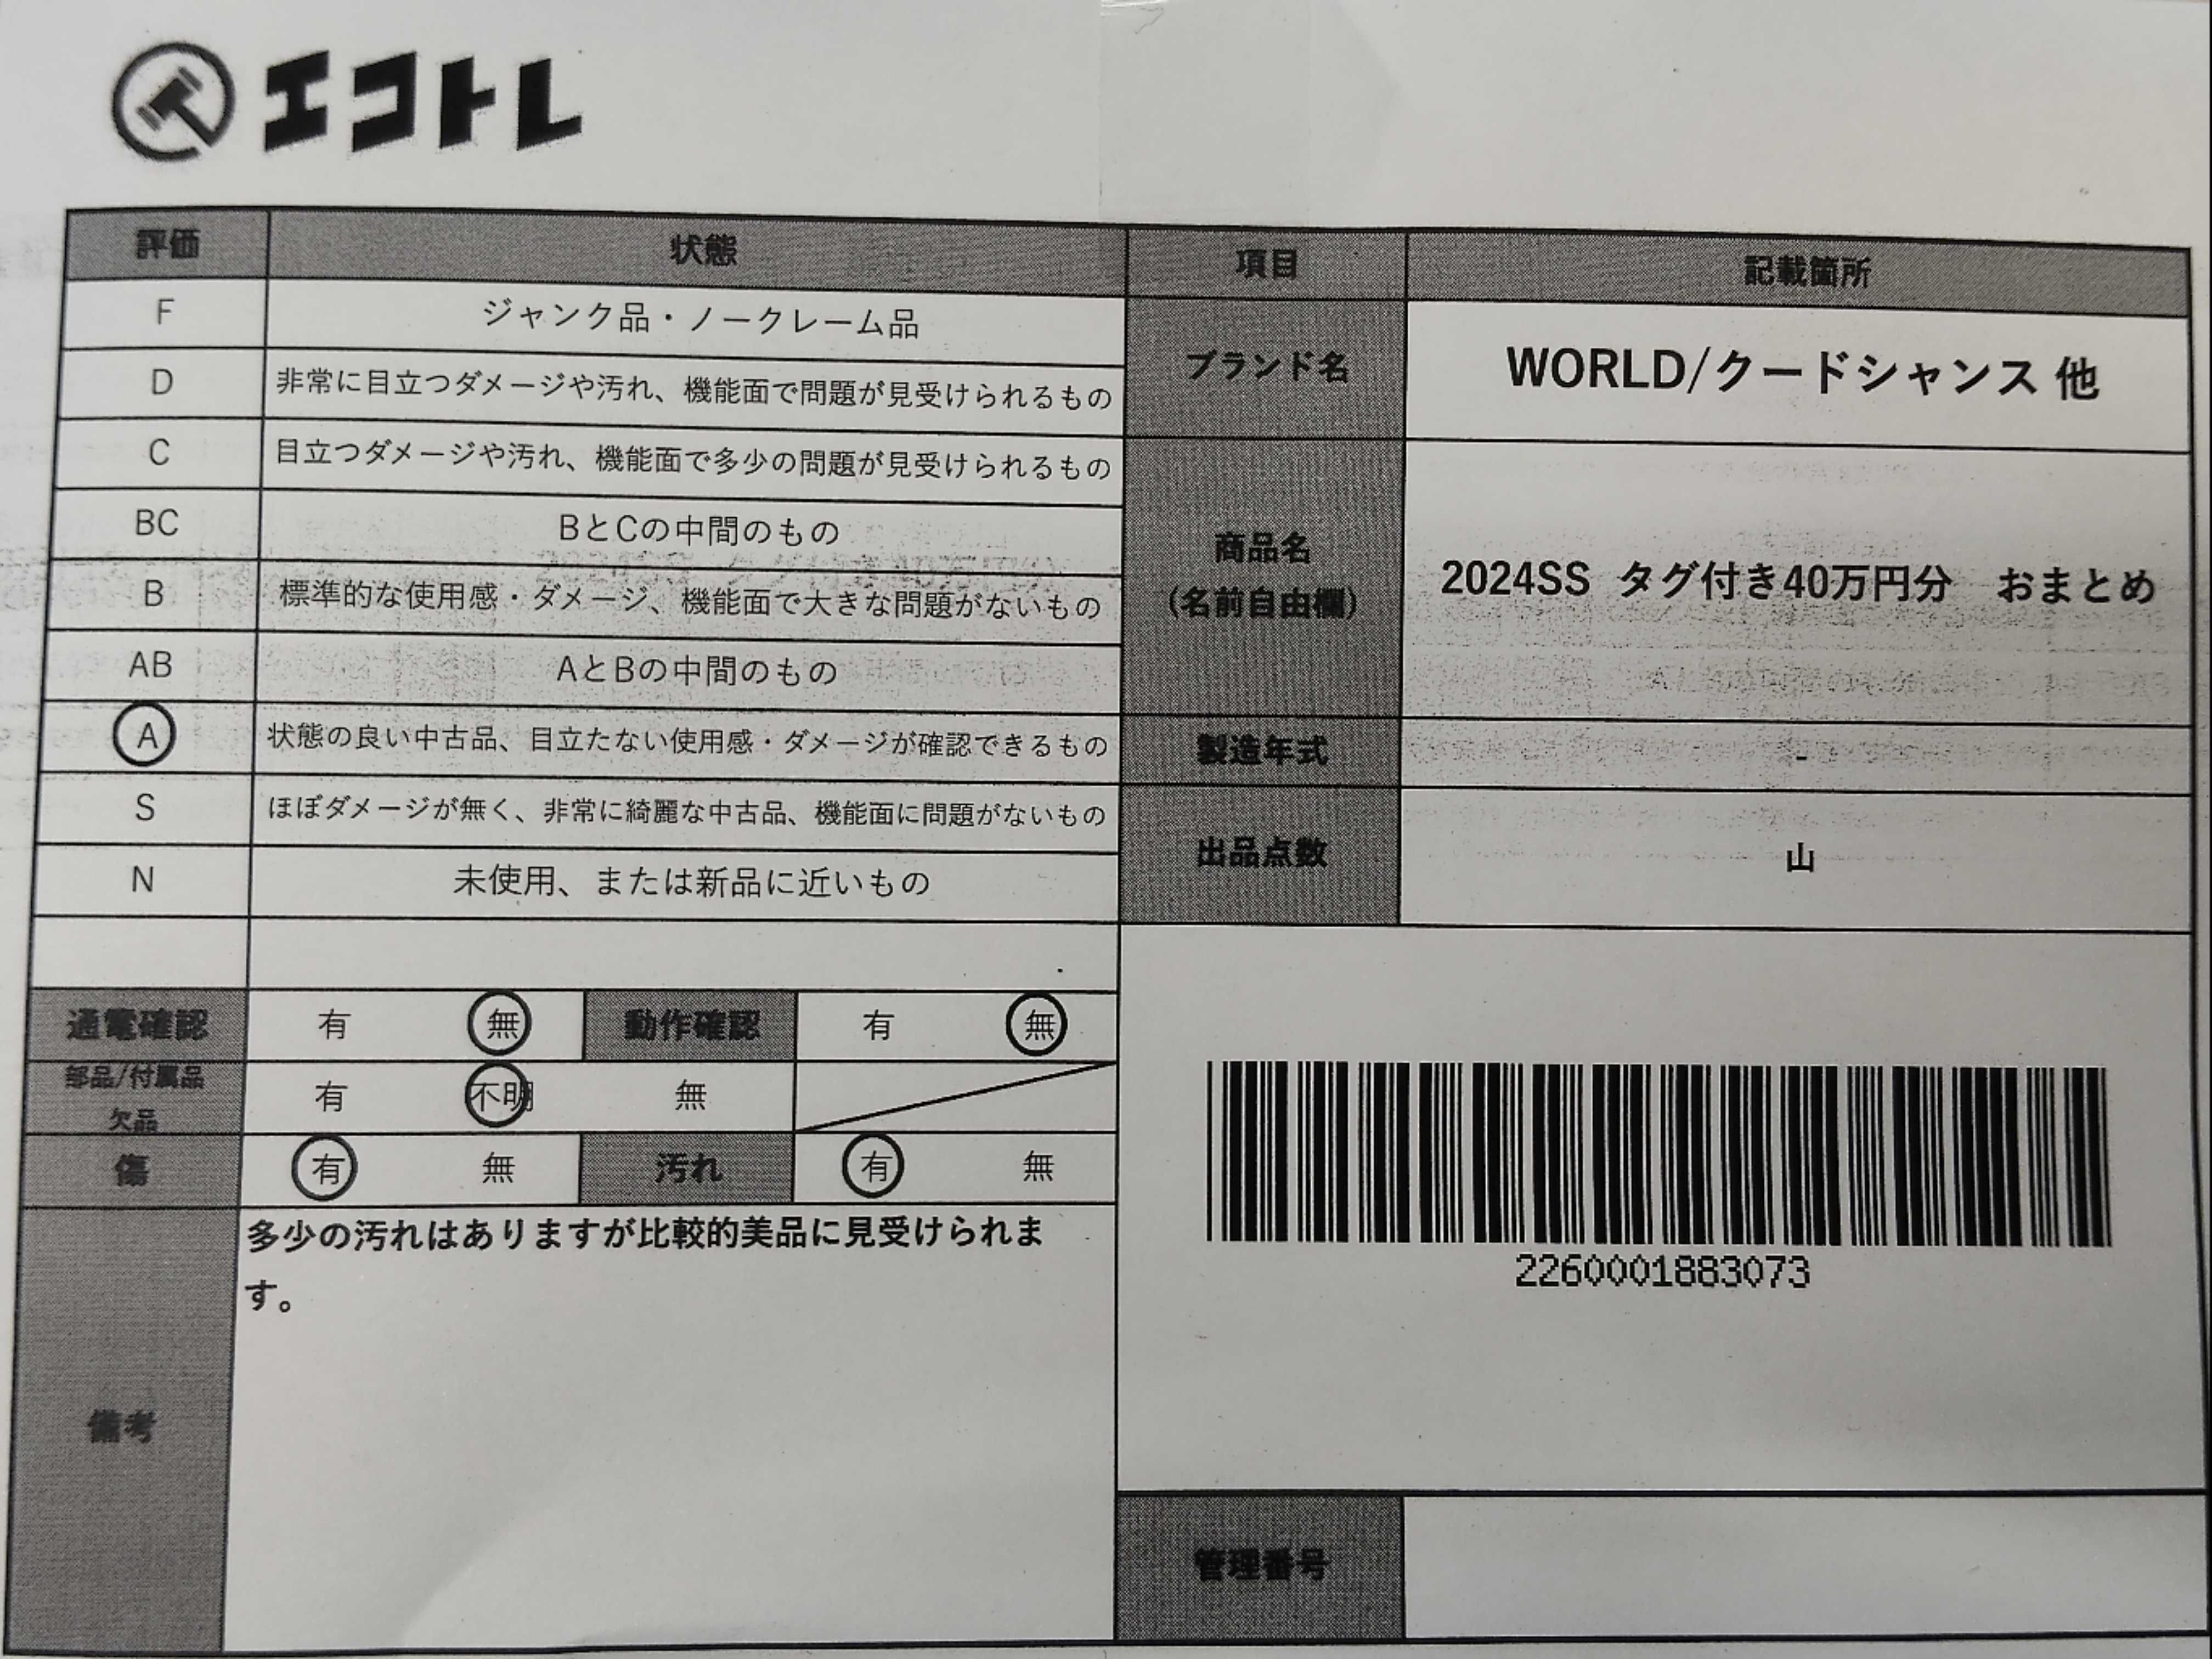 エコトレ
評価 状態
F ジャンク品・ノークレーム品
D 非常に目立つダメージや汚れ、機能面で問題が見受けられるもの
C 目立つダメージや汚れ、機能面で多少の問題が見受けられるもの
BC BとCの中間のもの
B 標準的な使用感・ダメージ、機能面で大きな問題がないもの
AB AとBの中間のもの
A 状態の良い中古品、目立たない使用感・ダメージが確認できるもの
S ほぼダメージが無く、非常に綺麗な中古品、機能面に問題がないもの
N 未使用、または新品に近いもの
通電確認 有 無 動作確認 有 無
部品/付属品
欠品 有 不明 無
傷 有 無 汚れ 有 無
備考
多少の汚れはありますが比較的美品に見受けられま
す。
項目 記載箇所
ブランド名 WORLD/クードシャンス 他
商品名
(名前自由欄)
2024SS タグ付き40万円分 おまとめ
製造年式 -
出品点数 山
2260001883073
管理番号